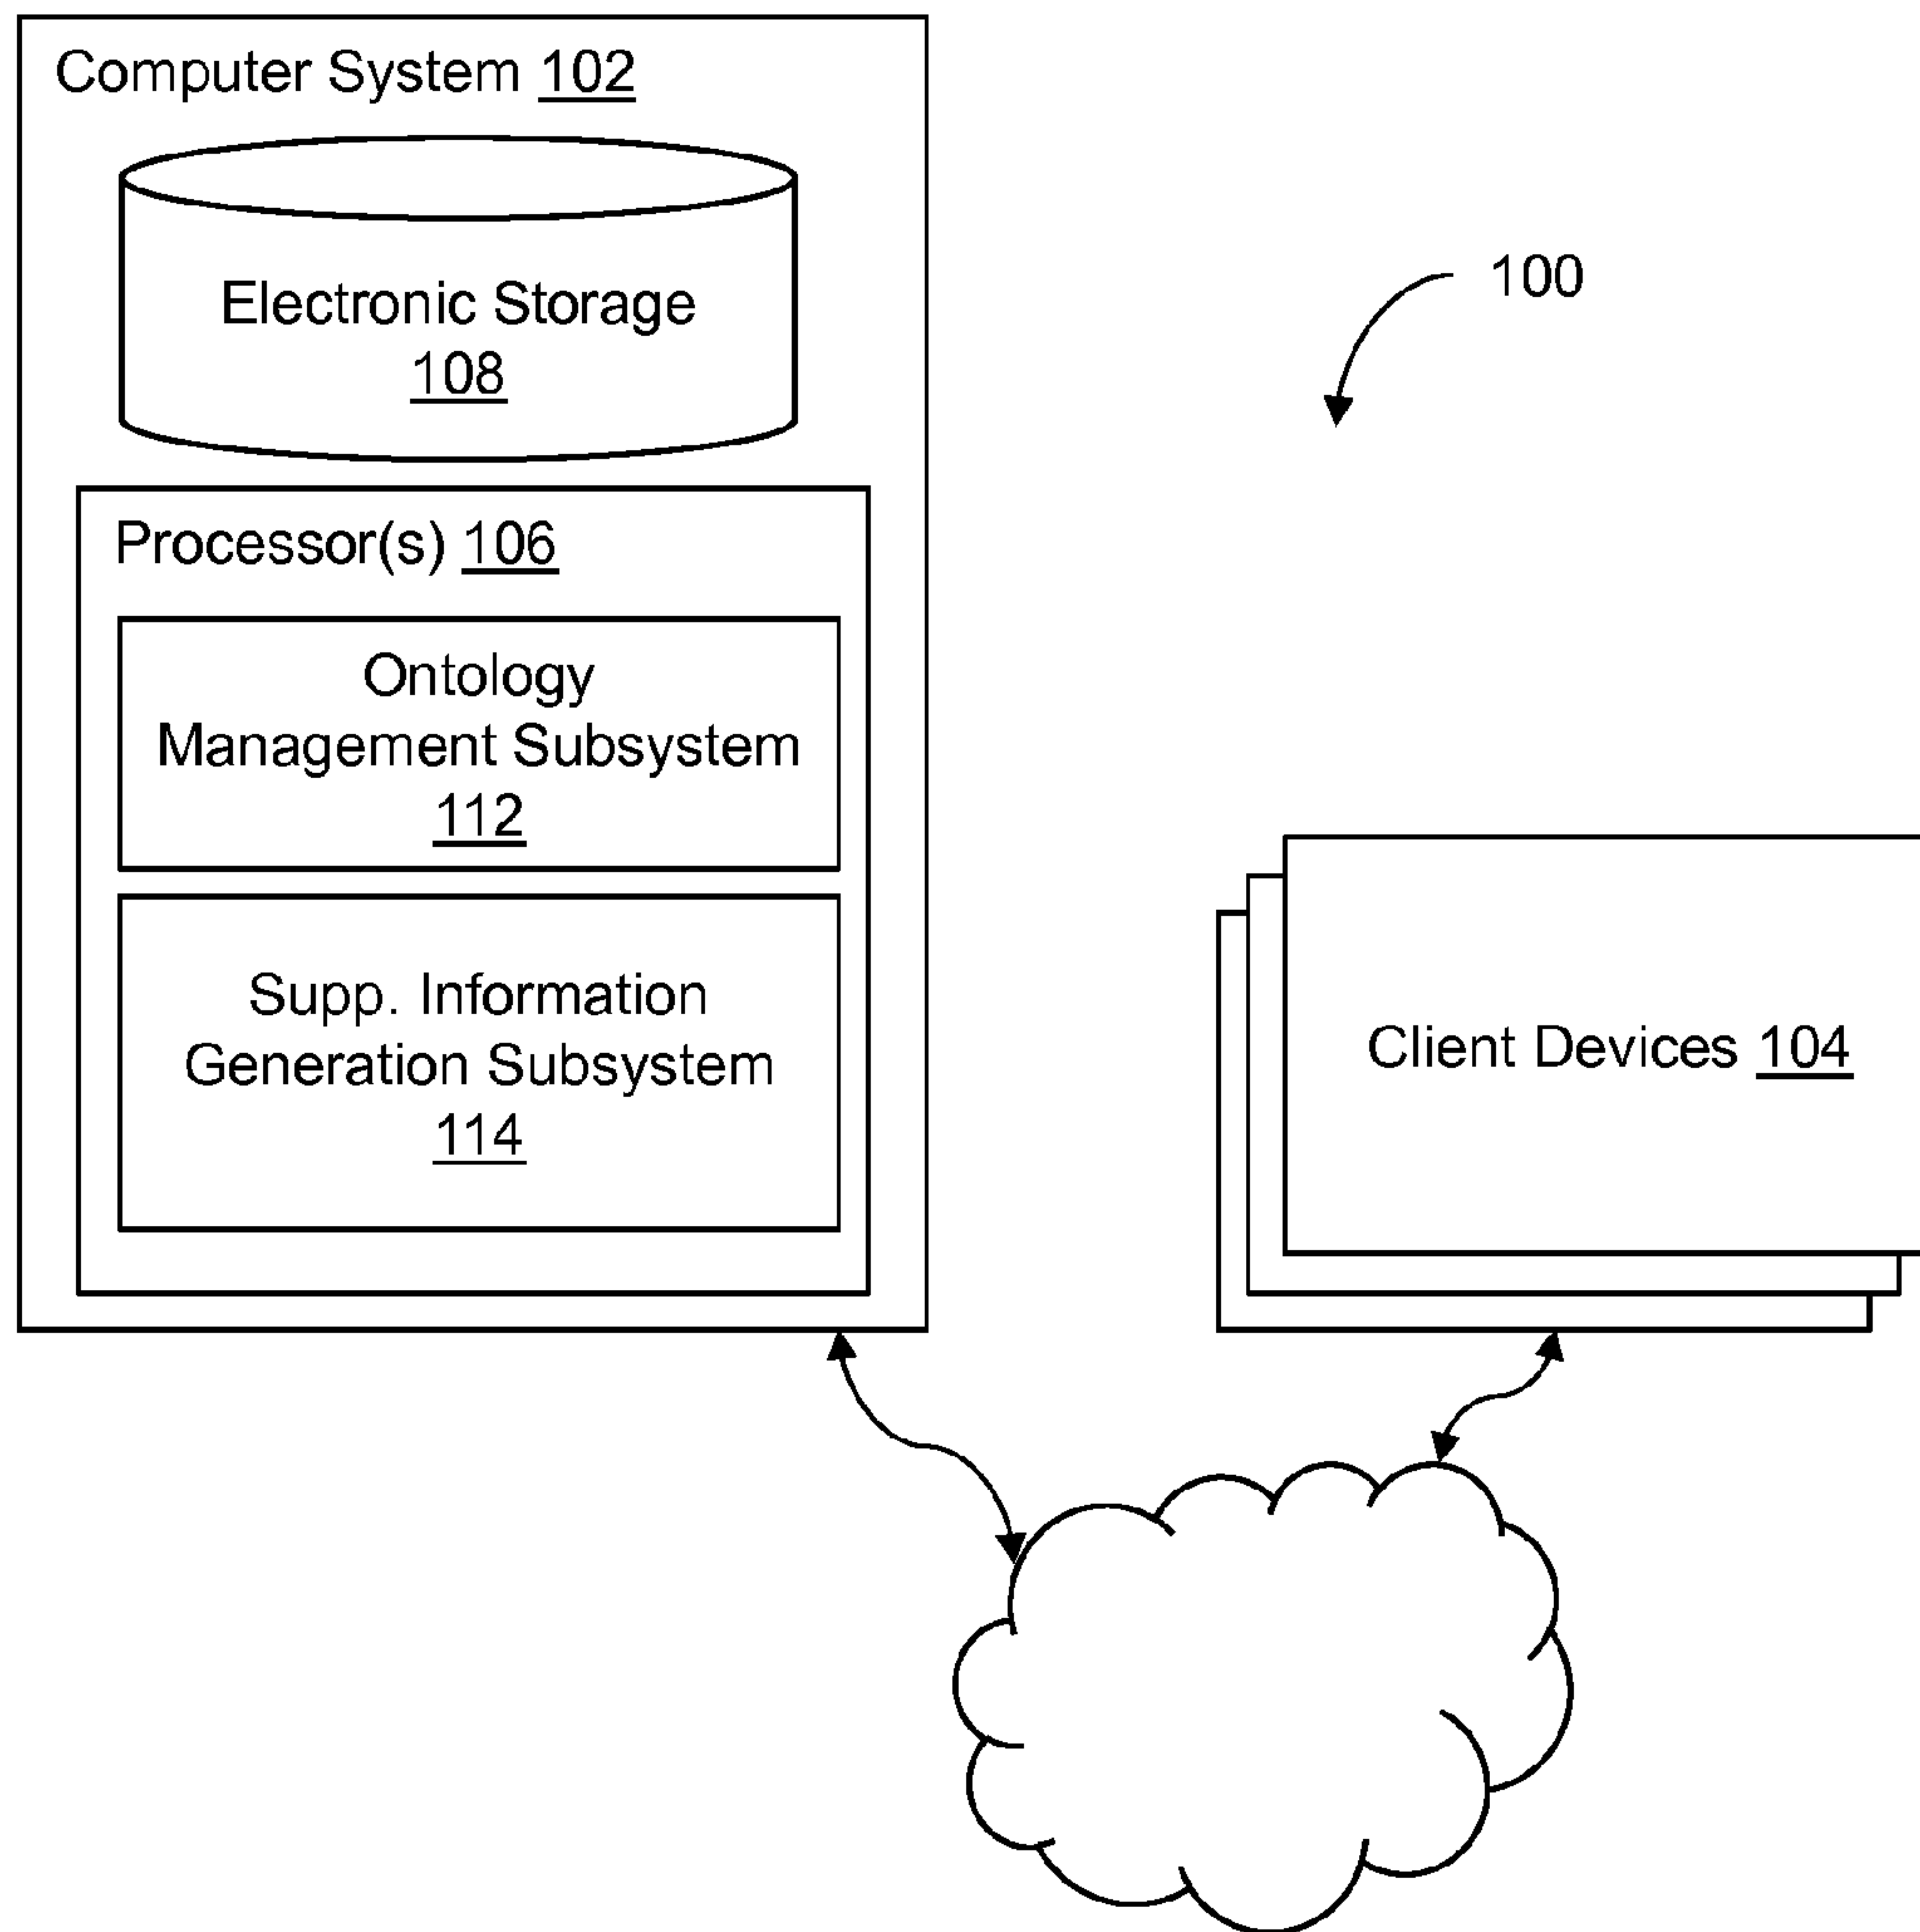 Computer System 102
Electronic Storage
108
100
Processor(s) 106
Ontology
Management Subsystem
112
Supp. Information
Generation Subsystem
114
Client Devices 104